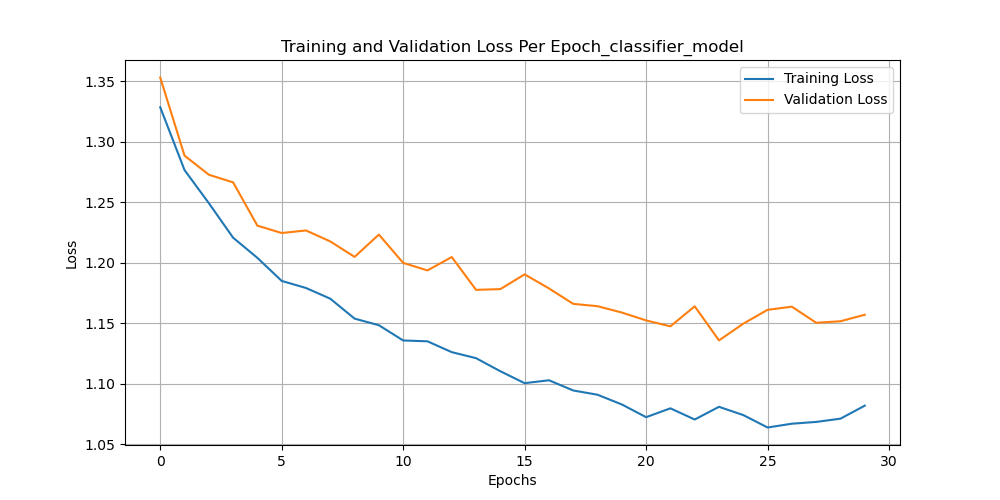 Training and Validation Loss Per Epoch_classifier_model
Training Loss
Validation Loss
1.35
1.30
1.25
1.20
1.15
1.10
1.05
Loss
0 5 10 15 20 25 30
Epochs